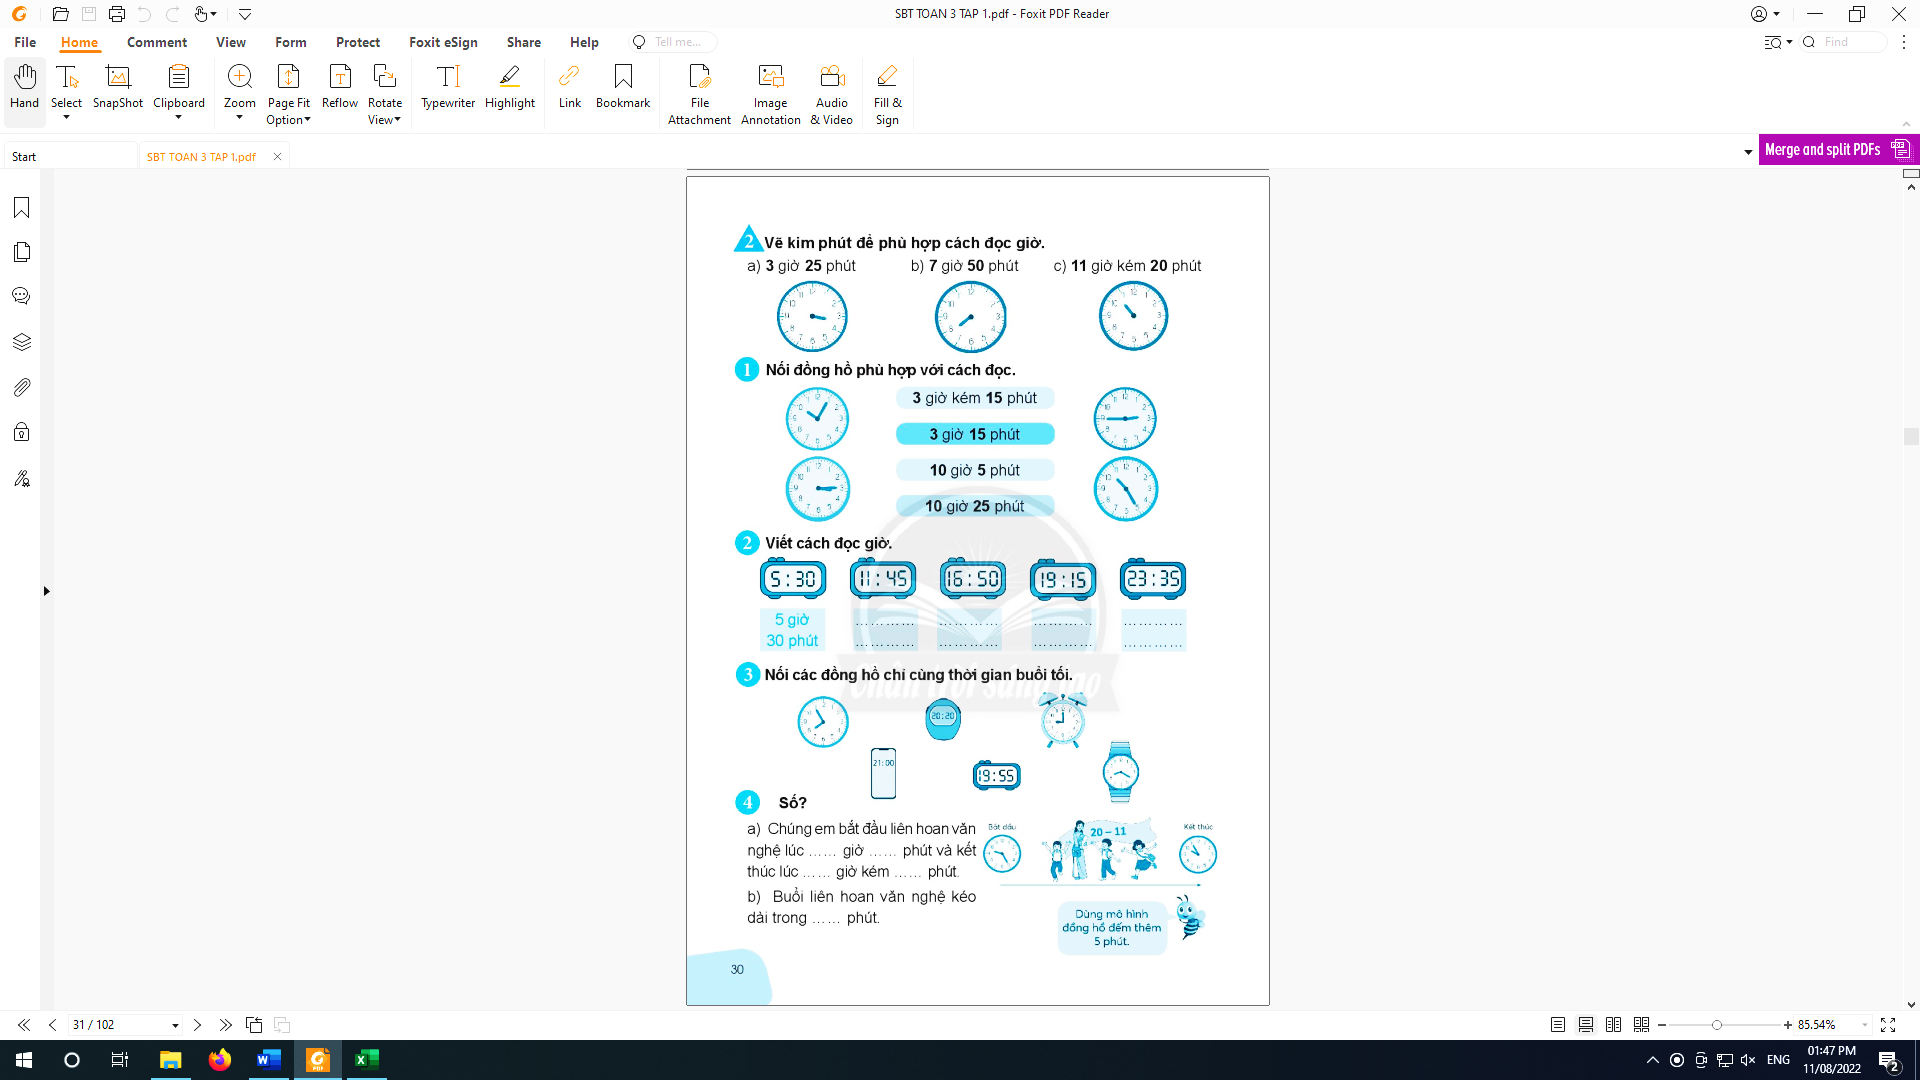 SBT TOAN 3 TAP 1.pdf - Foxit PDF Reader
File Home Comment View Form Protect Foxit eSign Share Help Tell me... Find
Hand Select SnapShot Clipboard Zoom Page Fit Option Reflow Rotate View Typewriter Highlight Link Bookmark File Attachment Image Annotation Audio & Video Fill & Sign
Start SBT TOAN 3 TAP 1.pdf Merge and split PDFs
2 Vẽ kim phút để phù hợp cách đọc giờ.
a) 3 giờ 25 phút b) 7 giờ 50 phút c) 11 giờ kém 20 phút
1 Nối đồng hồ phù hợp với cách đọc.
3 giờ kém 15 phút
3 giờ 15 phút
10 giờ 5 phút
10 giờ 25 phút
2 Viết cách đọc giờ.
5:30 11:45 16:50 19:15 23:35
5 giờ ………… ………… ………… …………
30 phút ………… ………… ………… …………
Chân trời sáng tạo
3 Nối các đồng hồ chỉ cùng thời gian buổi tối.
20:20
21:00 19:55
4 Số?
a) Chúng em bắt đầu liên hoan văn
nghệ lúc …… giờ …… phút và kết
thúc lúc …… giờ kém …… phút.
b) Buổi liên hoan văn nghệ kéo
dài trong …… phút.
Bắt đầu 20 – 11 Kết thúc
Dùng mô hình
đồng hồ đếm thêm
5 phút.
30
31 / 102 85.54%
ENG 01:47 PM
11/08/2022 2